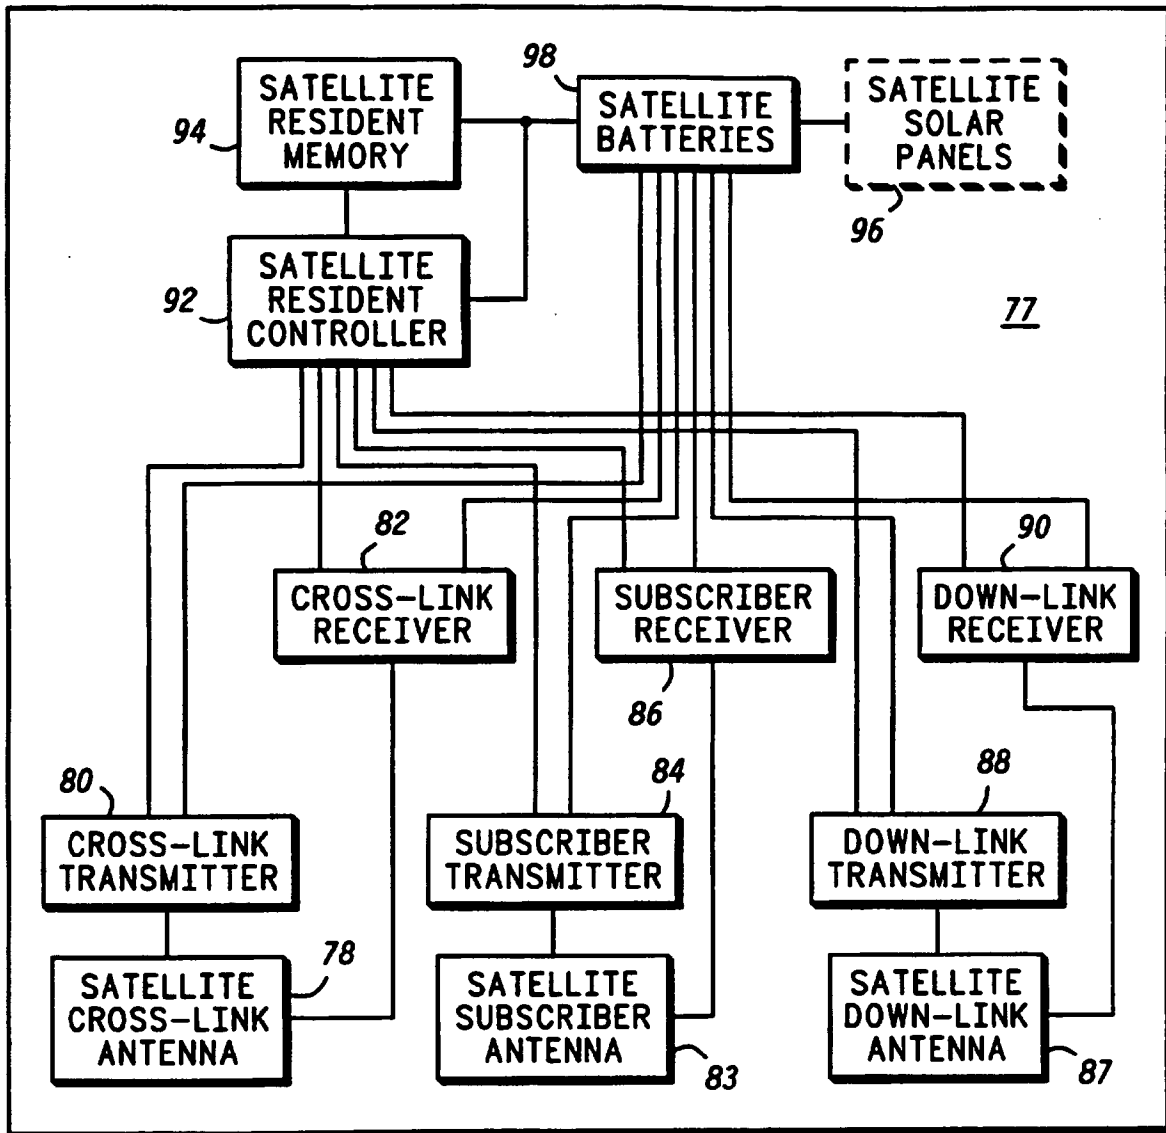 98
SATELLITE
RESIDENT
MEMORY
94
SATELLITE
BATTERIES
SATELLITE
SOLAR
PANELS
96
SATELLITE
RESIDENT
CONTROLLER
92
77
82
CROSS-LINK
RECEIVER
SUBSCRIBER
RECEIVER
86
90
DOWN-LINK
RECEIVER
80
CROSS-LINK
TRANSMITTER
84
SUBSCRIBER
TRANSMITTER
88
DOWN-LINK
TRANSMITTER
78
SATELLITE
CROSS-LINK
ANTENNA
SATELLITE
SUBSCRIBER
ANTENNA
83
SATELLITE
DOWN-LINK
ANTENNA
87